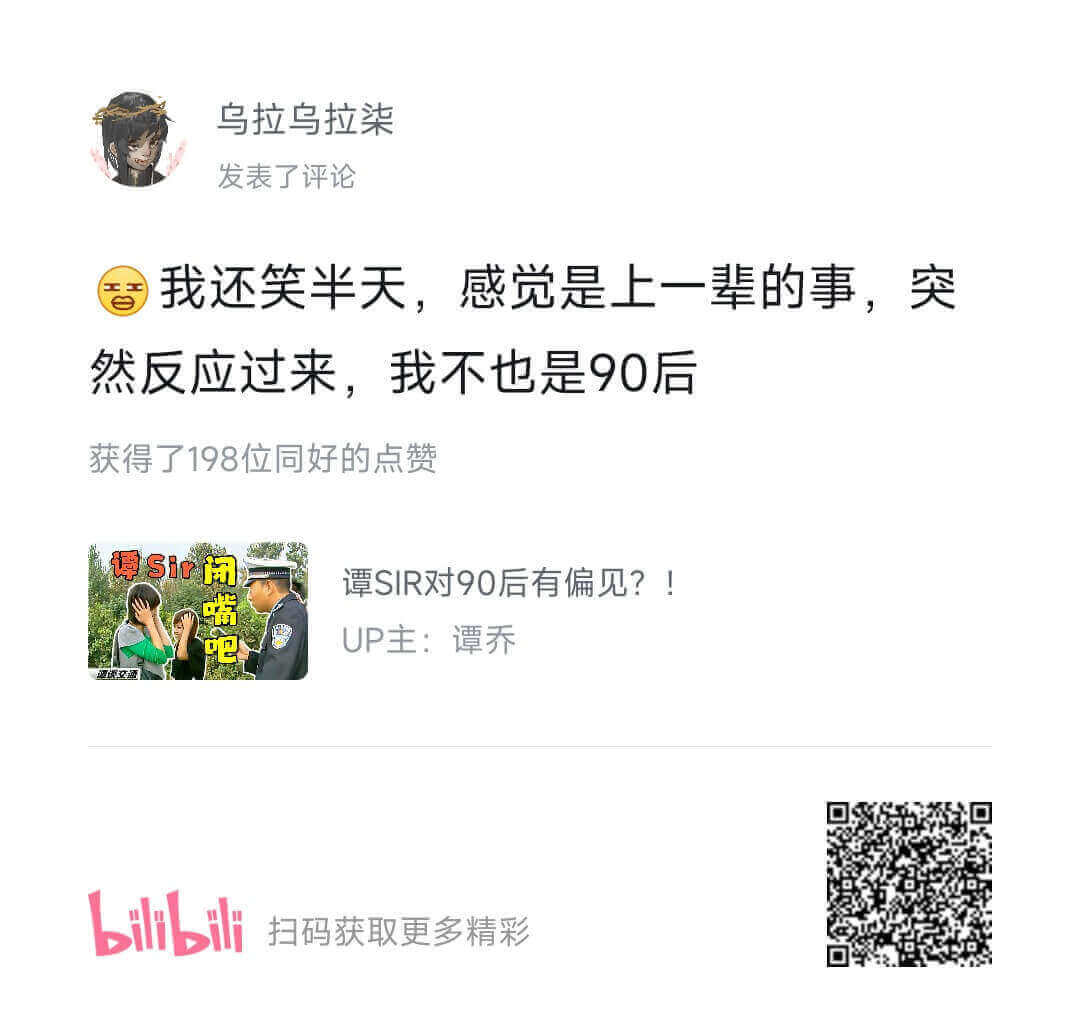 乌拉乌拉柒
发表了评论
我还笑半天，感觉是上一辈的事，突
然反应过来，我不也是90后
获得了198位同好的点赞
谭Sir
闭嘴吧
谭谈交通
谭SIR对90后有偏见？！
UP主：谭乔
bilibili
扫码获取更多精彩